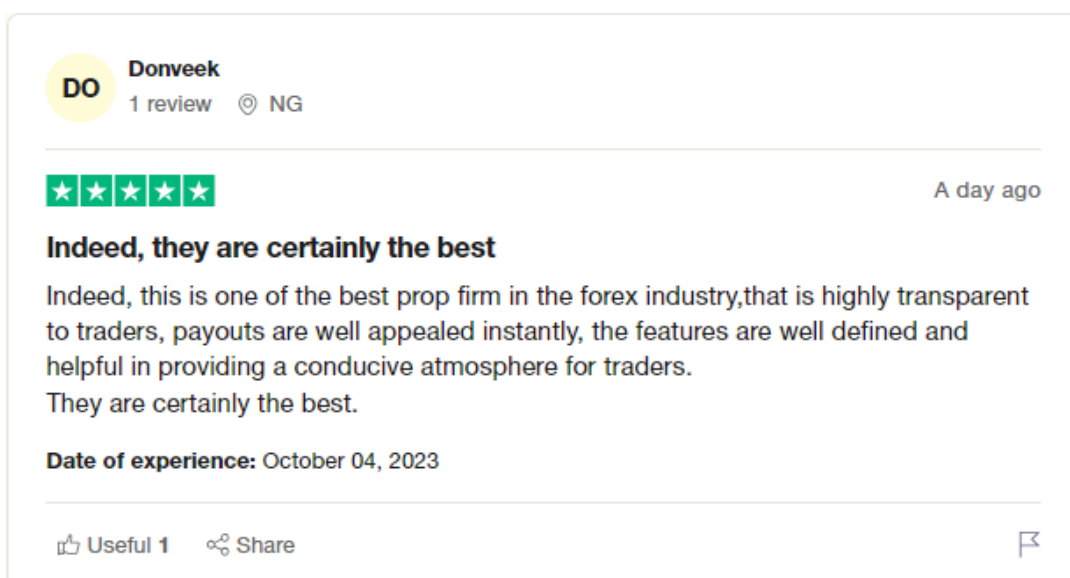 DO
Donveek
1 review NG
A day ago
Indeed, they are certainly the best
Indeed, this is one of the best prop firm in the forex industry,that is highly transparent
to traders, payouts are well appealed instantly, the features are well defined and
helpful in providing a conducive atmosphere for traders.
They are certainly the best.
Date of experience: October 04, 2023
Useful 1 Share